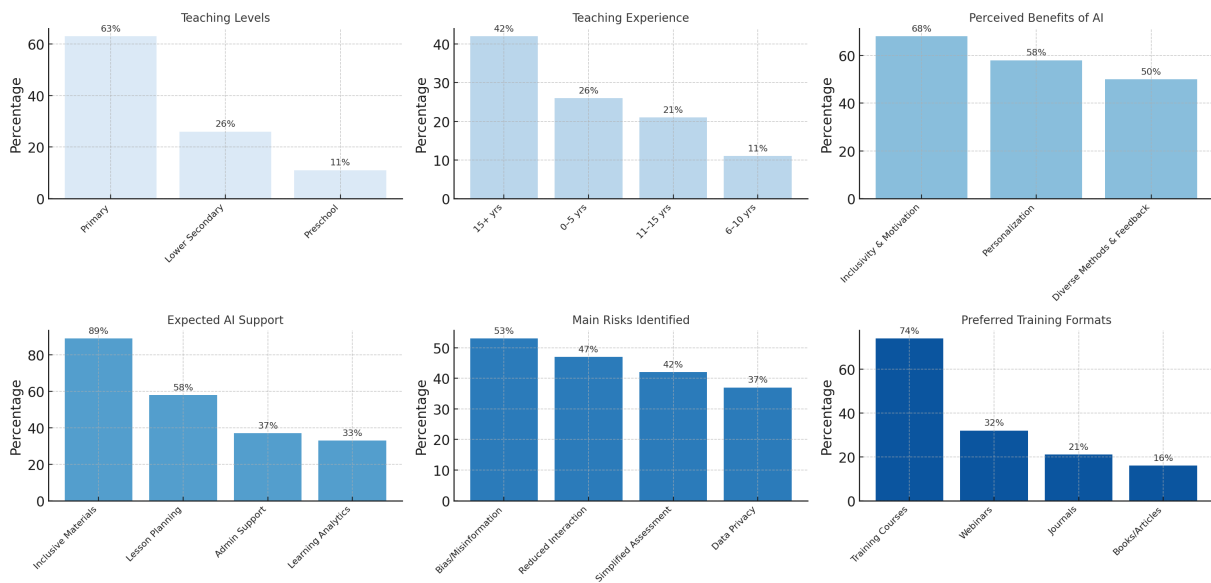 Teaching Levels
Percentage
60
40
20
0
63%
26%
11%
Primary
Lower Secondary
Preschool
Teaching Experience
Percentage
40
30
20
10
0
42%
26%
21%
11%
15+ yrs
0–5 yrs
11–15 yrs
6–10 yrs
Perceived Benefits of AI
Percentage
60
40
20
0
68%
58%
50%
Inclusivity & Motivation
Personalization
Diverse Methods & Feedback
Expected AI Support
Percentage
80
60
40
20
0
89%
58%
37%
33%
Inclusive Materials
Lesson Planning
Admin Support
Learning Analytics
Main Risks Identified
Percentage
50
40
30
20
10
0
53%
47%
42%
37%
Bias/Misinformation
Reduced Interaction
Simplified Assessment
Data Privacy
Preferred Training Formats
Percentage
60
40
20
0
74%
32%
21%
16%
Training Courses
Webinars
Journals
Books/Articles